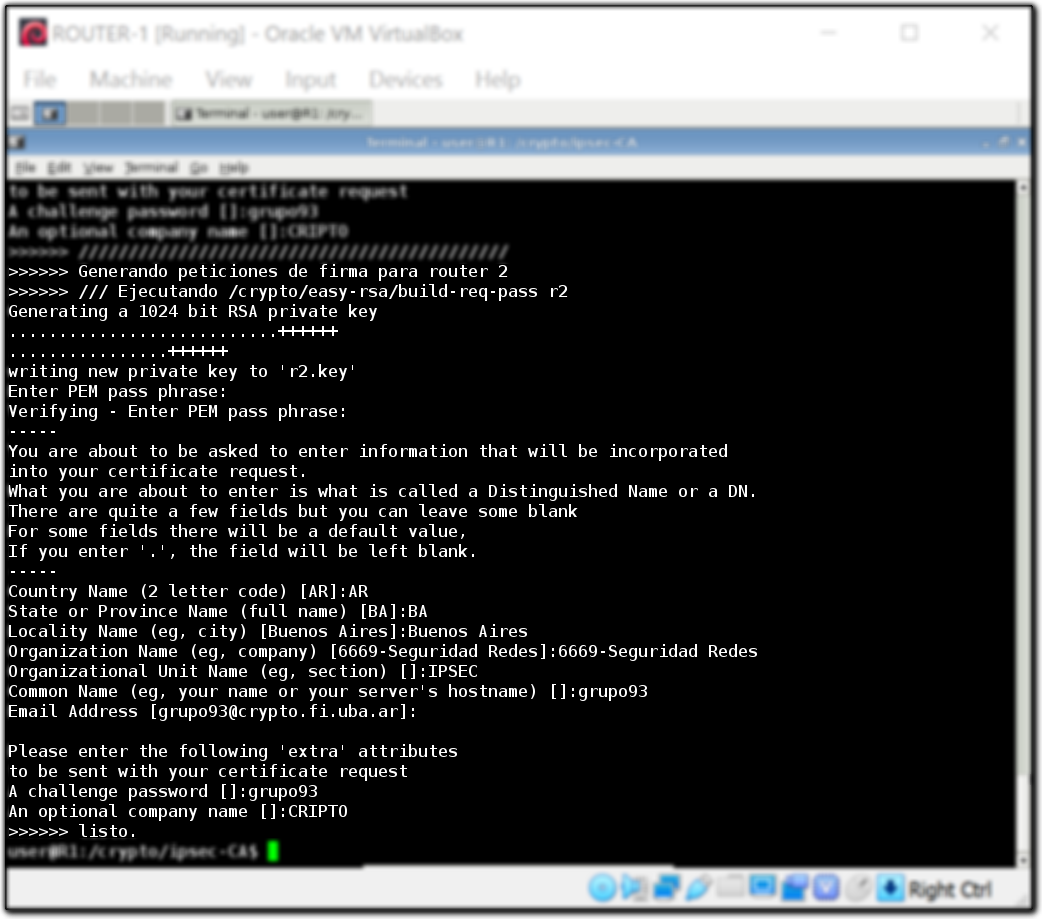 ROUTER-1 [Running] - Oracle VM VirtualBox
File Machine View Input Devices Help
Terminal - user@R1: /cry...
Terminal - user@R1: /crypto/ipsec-CA
File Edit View Terminal Go Help
to be sent with your certificate request
A challenge password []:grupo93
An optional company name []:CRIPTO
>>>>>> ///////////////////////////////////////////
>>>>>> Generando peticiones de firma para router 2
>>>>>> /// Ejecutando /crypto/easy-rsa/build-req-pass r2
Generating a 1024 bit RSA private key
...........................++++++
................++++++
writing new private key to 'r2.key'
Enter PEM pass phrase:
Verifying - Enter PEM pass phrase:
-----
You are about to be asked to enter information that will be incorporated
into your certificate request.
What you are about to enter is what is called a Distinguished Name or a DN.
There are quite a few fields but you can leave some blank
For some fields there will be a default value,
If you enter '.', the field will be left blank.
-----
Country Name (2 letter code) [AR]:AR
State or Province Name (full name) [BA]:BA
Locality Name (eg, city) [Buenos Aires]:Buenos Aires
Organization Name (eg, company) [6669-Seguridad Redes]:6669-Seguridad Redes
Organizational Unit Name (eg, section) []:IPSEC
Common Name (eg, your name or your server's hostname) []:grupo93
Email Address [grupo93@crypto.fi.uba.ar]:
Please enter the following 'extra' attributes
to be sent with your certificate request
A challenge password []:grupo93
An optional company name []:CRIPTO
>>>>>> listo.
user@R1:/crypto/ipsec-CA$
Right Ctrl